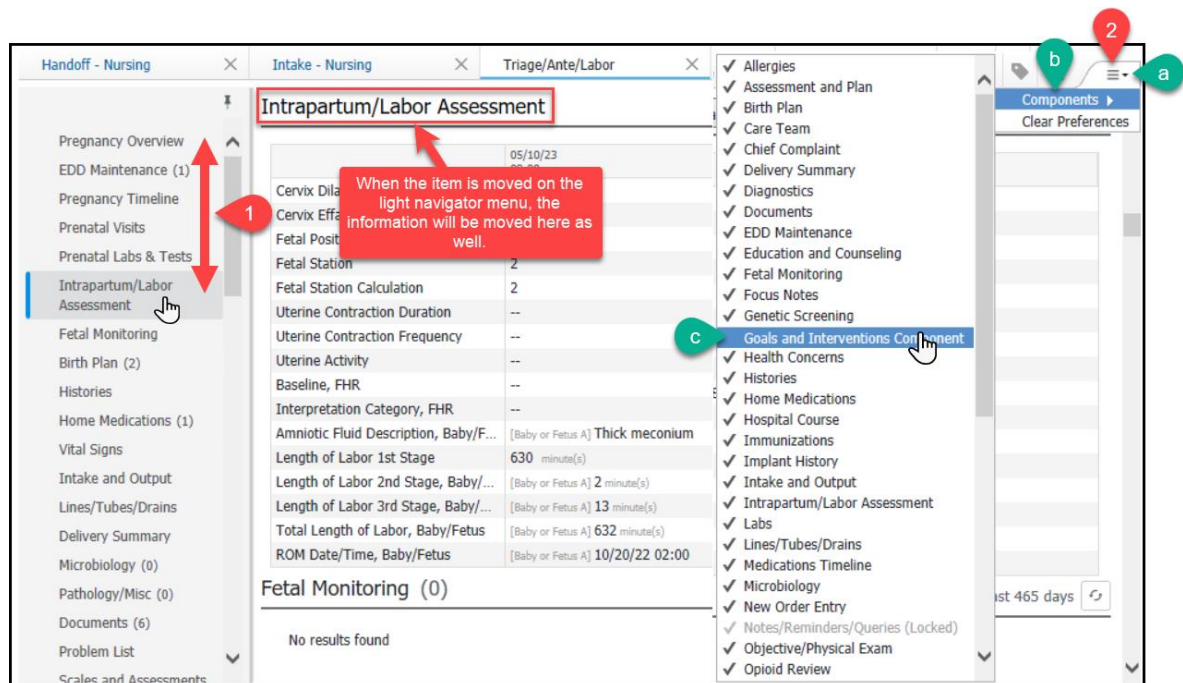 2
b
a
Handoff - Nursing
Intake - Nursing
Triage/Ante/Labor
Components
Clear Preferences
Pregnancy Overview
EDD Maintenance (1)
Pregnancy Timeline
Prenatal Visits
Prenatal Labs & Tests
Intrapartum/Labor
Assessment
Fetal Monitoring
Birth Plan (2)
Histories
Home Medications (1)
Vital Signs
Intake and Output
Lines/Tubes/Drains
Delivery Summary
Microbiology (0)
Pathology/Misc (0)
Documents (6)
Problem List
Scales and Assessments
1
Intrapartum/Labor Assessment
05/10/23
When the item is moved on the
light navigator menu, the
information will be moved here as
well.
Cervix Dila
Cervix Effa
Fetal Posit
Fetal Station 2
Fetal Station Calculation 2
Uterine Contraction Duration --
Uterine Contraction Frequency --
Uterine Activity --
Baseline, FHR --
Interpretation Category, FHR --
Amniotic Fluid Description, Baby/F... [Baby or Fetus A] Thick meconium
Length of Labor 1st Stage 630 minute(s)
Length of Labor 2nd Stage, Baby/... [Baby or Fetus A] 2 minute(s)
Length of Labor 3rd Stage, Baby/... [Baby or Fetus A] 13 minute(s)
Total Length of Labor, Baby/Fetus [Baby or Fetus A] 632 minute(s)
ROM Date/Time, Baby/Fetus [Baby or Fetus A] 10/20/22 02:00
Fetal Monitoring (0)
ast 465 days
No results found
Allergies
Assessment and Plan
Birth Plan
Care Team
Chief Complaint
Delivery Summary
Diagnostics
Documents
EDD Maintenance
Education and Counseling
Fetal Monitoring
Focus Notes
Genetic Screening
c
Goals and Interventions Component
Health Concerns
Histories
Home Medications
Hospital Course
Immunizations
Implant History
Intake and Output
Intrapartum/Labor Assessment
Labs
Lines/Tubes/Drains
Medications Timeline
Microbiology
New Order Entry
Notes/Reminders/Queries (Locked)
Objective/Physical Exam
Opioid Review